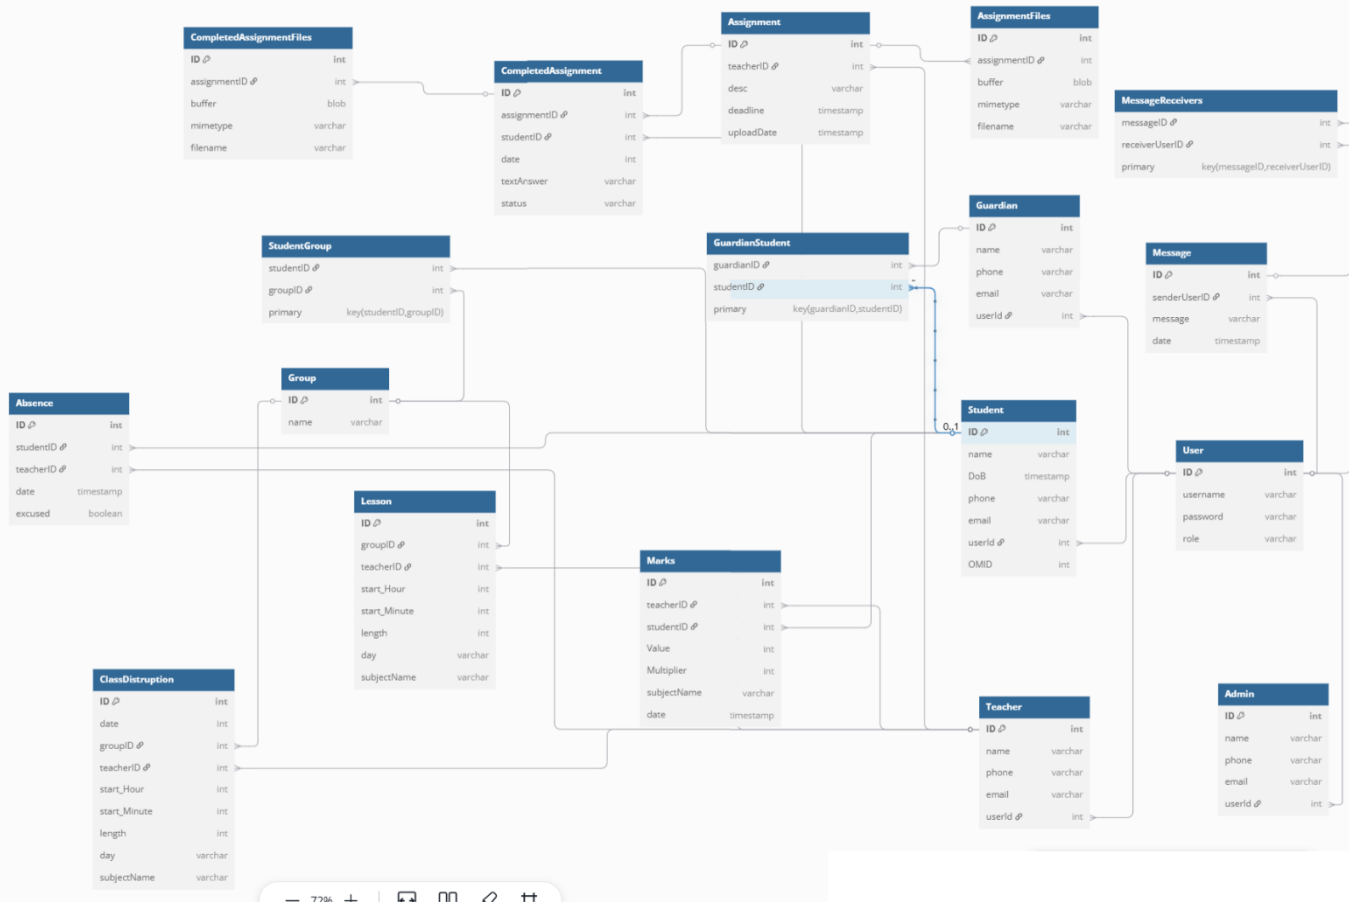 CompletedAssignmentFiles
ID int
assignmentID int
buffer blob
mimetype varchar
filename varchar
CompletedAssignment
ID int
assignmentID int
studentID int
date int
textAnswer varchar
status varchar
Assignment
ID int
teacherID int
desc varchar
deadline timestamp
uploadDate timestamp
AssignmentFiles
ID int
assignmentID int
buffer blob
mimetype varchar
filename varchar
MessageReceivers
messageID int
receiverUserID int
primary key(messageID,receiverUserID)
StudentGroup
studentID int
groupID int
primary key(studentID,groupID)
GuardianStudent
guardianID int
studentID int
primary key(guardianID,studentID)
Guardian
ID int
name varchar
phone varchar
email varchar
userId int
Message
ID int
senderUserID int
message varchar
date timestamp
Group
ID int
name varchar
Absence
ID int
studentID int
teacherID int
date timestamp
excused boolean
*
0..1
Student
ID int
name varchar
DoB timestamp
phone varchar
email varchar
userId int
OMID int
User
ID int
username varchar
password varchar
role varchar
Lesson
ID int
groupID int
teacherID int
start_Hour int
start_Minute int
length int
day varchar
subjectName varchar
Marks
ID int
teacherID int
studentID int
Value int
Multiplier int
subjectName varchar
date timestamp
ClassDistruption
ID int
date int
groupID int
teacherID int
start_Hour int
start_Minute int
length int
day varchar
subjectName varchar
Teacher
ID int
name varchar
phone varchar
email varchar
userId int
Admin
ID int
name varchar
phone varchar
email varchar
userId int
72%